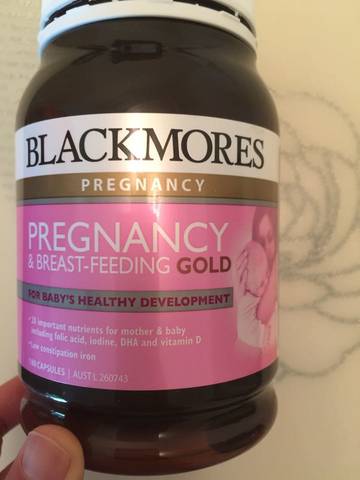 BLACKMORES
PREGNANCY
PREGNANCY
& BREAST-FEEDING GOLD
FOR BABY'S HEALTHY DEVELOPMENT
• 20 important nutrients for mother & baby
including folic acid, iodine, DHA and vitamin D
• Low constipation iron
180 CAPSULES | AUST L 260743